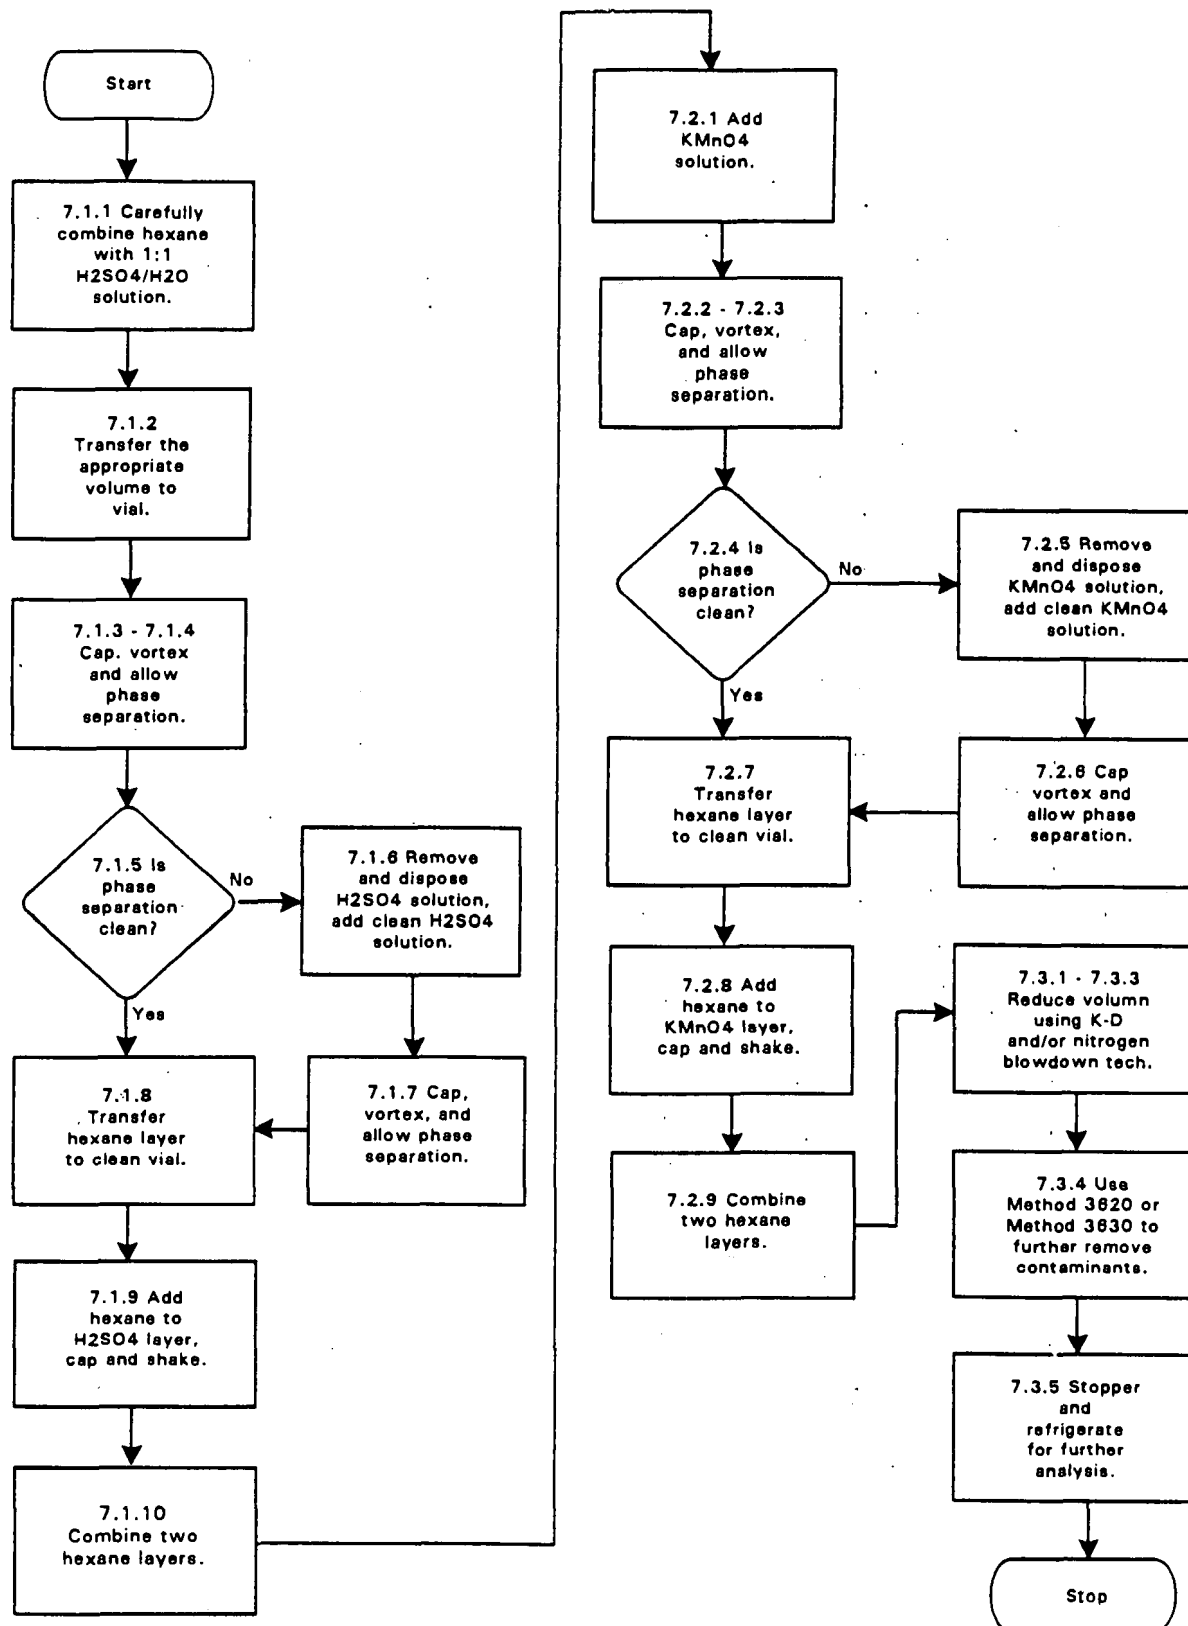 Start
7.1.1 Carefully
combine hexane
with 1:1
H2SO4/H2O
solution.
7.1.2
Transfer the
appropriate
volume to
vial.
7.1.3 - 7.1.4
Cap. vortex
and allow
phase
separation.
7.1.5 Is
phase
separation
clean?
No
Yes
7.1.6 Remove
and dispose
H2SO4 solution,
add clean H2SO4
solution.
7.1.7 Cap,
vortex, and
allow phase
separation.
7.1.8
Transfer
hexane layer
to clean vial.
7.1.9 Add
hexane to
H2SO4 layer,
cap and shake.
7.1.10
Combine two
hexane layers.
7.2.1 Add
KMnO4
solution.
7.2.2 - 7.2.3
Cap, vortex,
and allow
phase
separation.
7.2.4 Is
phase
separation
clean?
No
Yes
7.2.5 Remove
and dispose
KMnO4 solution,
add clean KMnO4
solution.
7.2.6 Cap
vortex and
allow phase
separation.
7.2.7
Transfer
hexane layer
to clean vial.
7.2.8 Add
hexane to
KMnO4 layer,
cap and shake.
7.2.9 Combine
two hexane
layers.
7.3.1 - 7.3.3
Reduce volumn
using K-D
and/or nitrogen
blowdown tech.
7.3.4 Use
Method 3620 or
Method 3630 to
further remove
contaminants.
7.3.5 Stopper
and
refrigerate
for further
analysis.
Stop